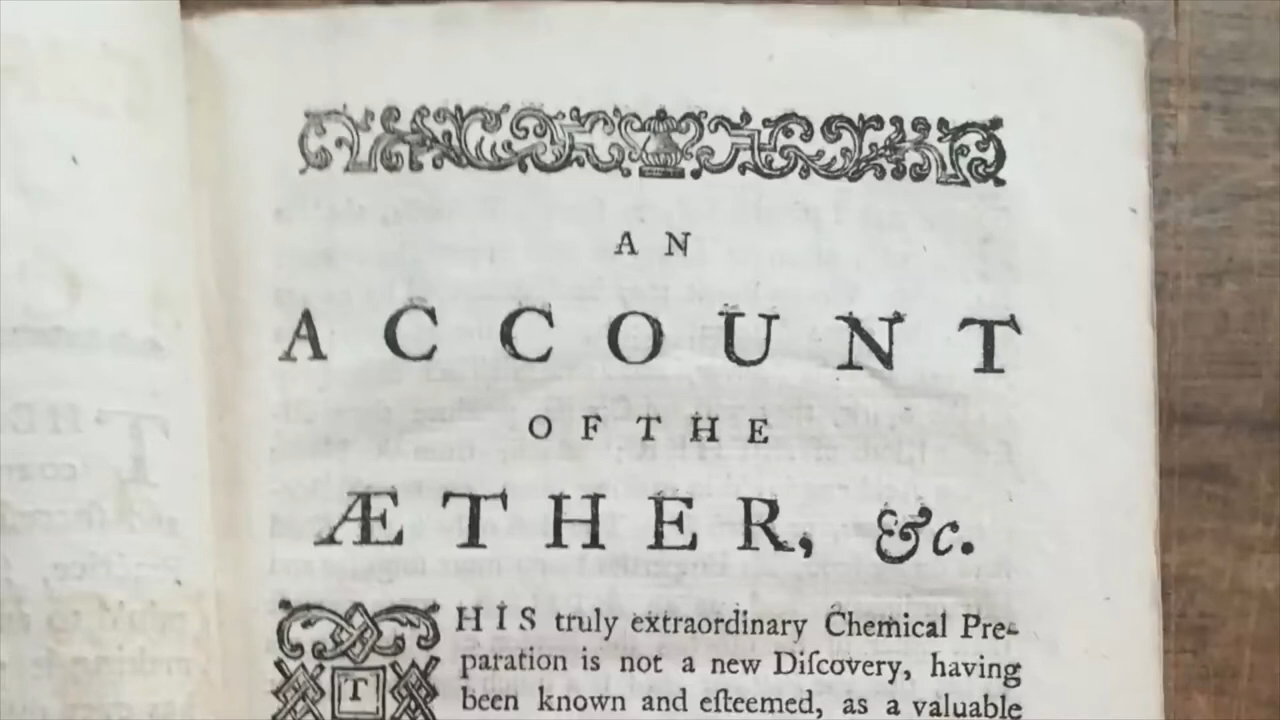 AN
ACCOUNT
OF THE
ÆTHER, &c.
THIS truly extraordinary Chemical Pre-
paration is not a new Diſcovery, having
been known and eſteemed, as a valuable